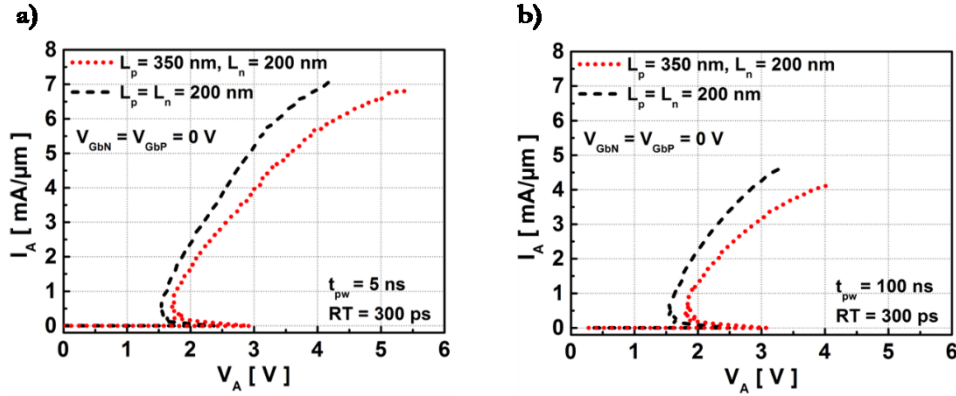 a)
8
7
6
5
4
3
2
1
0
I_A [ mA/µm ]
L_p = 350 nm, L_n = 200 nm
L_p = L_n = 200 nm
V_GbN = V_GbP = 0 V
t_pw = 5 ns
RT = 300 ps
0 1 2 3 4 5 6
V_A [ V ]
b)
8
7
6
5
4
3
2
1
0
I_A [ mA/µm ]
L_p = 350 nm, L_n = 200 nm
L_p = L_n = 200 nm
V_GbN = V_GbP = 0 V
t_pw = 100 ns
RT = 300 ps
0 1 2 3 4 5 6
V_A [ V ]